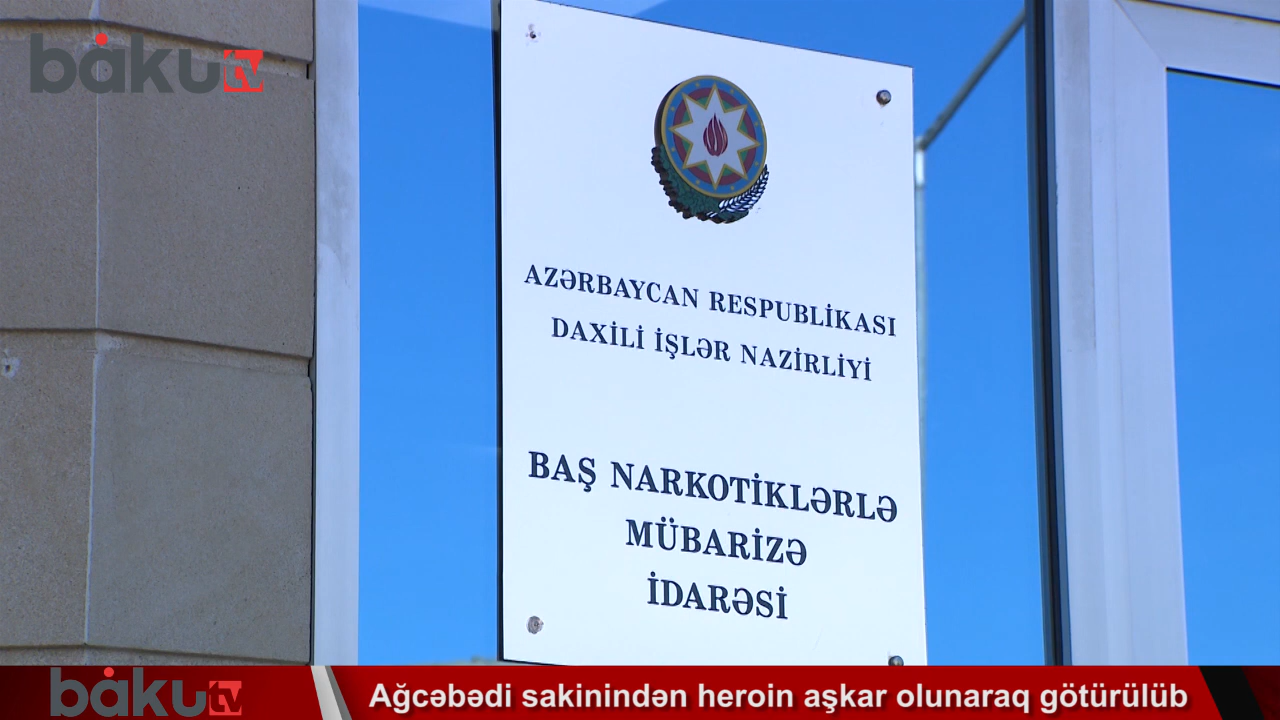 baku tv
AZƏRBAYCAN RESPUBLİKASI
DAXİLİ İŞLƏR NAZİRLİYİ
BAŞ NARKOTİKLƏRLƏ
MÜBARİZƏ
İDARƏSİ
baku tv
Ağcəbədi sakinindən heroin aşkar olunaraq götürülüb